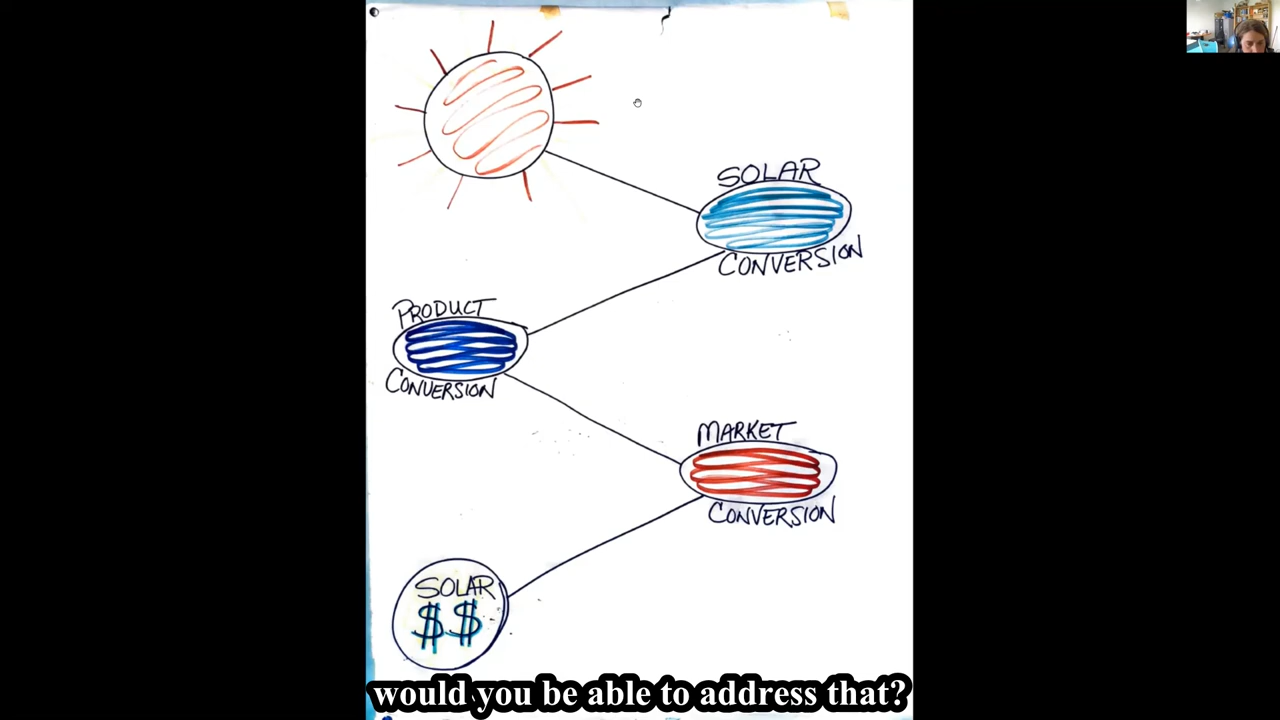 SOLAR
CONVERSION
PRODUCT
CONVERSION
MARKET
CONVERSION
SOLAR
$$
would you be able to address that?